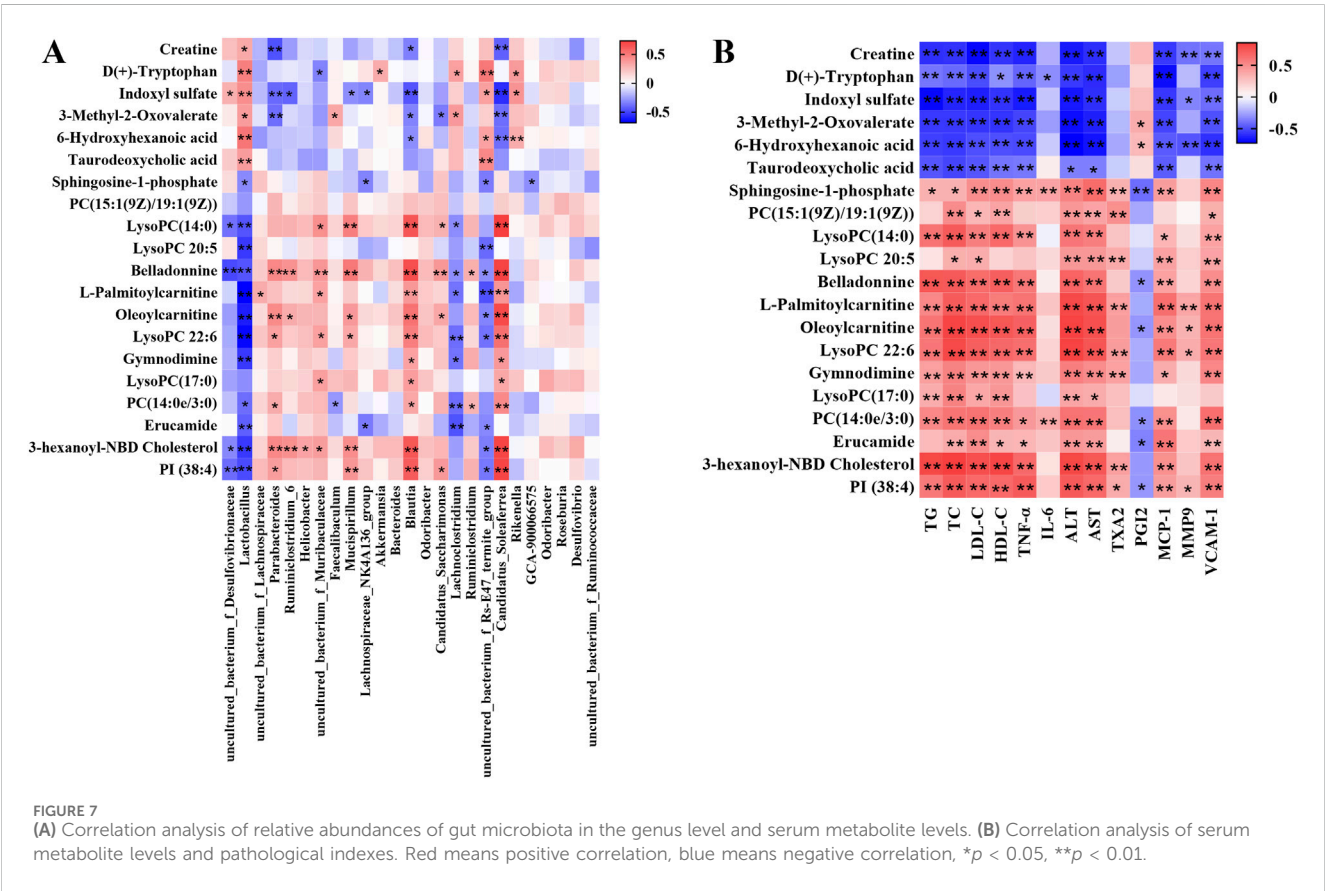 A
Creatine
D(+)-Tryptophan
Indoxyl sulfate
3-Methyl-2-Oxovalerate
6-Hydroxyhexanoic acid
Taurodeoxycholic acid
Sphingosine-1-phosphate
PC(15:1(9Z)/19:1(9Z))
LysoPC(14:0)
LysoPC 20:5
Belladonnine
L-Palmitoylcarnitine
Oleoylcarnitine
LysoPC 22:6
Gymnodimine
LysoPC(17:0)
PC(14:0e/3:0)
Erucamide
3-hexanoyl-NBD Cholesterol
PI (38:4)
uncultured_bacterium_f_Desulfovibrionaceae
Lactobacillus
uncultured_bacterium_f_Lachnospiraceae
Parabacteroides
Ruminiclostridium_6
Helicobacter
uncultured_bacterium_f_Muribaculaceae
Faecalibaculum
Mucispirillum
Lachnospiraceae_NK4A136_group
Akkermansia
Bacteroides
Blautia
Odoribacter
Candidatus_Saccharimonas
Lachnoclostridium
Ruminiclostridium
uncultured_bacterium_f_Rs-E47_termite_group
Candidatus_Soleaferrea
Rikenella
GCA-900066575
Odoribacter
Roseburia
Desulfovibrio
uncultured_bacterium_f_Ruminococcaceae
0.5
0
-0.5
B
Creatine
D(+)-Tryptophan
Indoxyl sulfate
3-Methyl-2-Oxovalerate
6-Hydroxyhexanoic acid
Taurodeoxycholic acid
Sphingosine-1-phosphate
PC(15:1(9Z)/19:1(9Z))
LysoPC(14:0)
LysoPC 20:5
Belladonnine
L-Palmitoylcarnitine
Oleoylcarnitine
LysoPC 22:6
Gymnodimine
LysoPC(17:0)
PC(14:0e/3:0)
Erucamide
3-hexanoyl-NBD Cholesterol
PI (38:4)
TG
TC
LDL-C
HDL-C
TNF-α
IL-6
ALT
AST
TXA2
PGI2
MCP-1
MMP9
VCAM-1
0.5
0
-0.5
FIGURE 7
(A) Correlation analysis of relative abundances of gut microbiota in the genus level and serum metabolite levels. (B) Correlation analysis of serum
metabolite levels and pathological indexes. Red means positive correlation, blue means negative correlation, *p < 0.05, **p < 0.01.